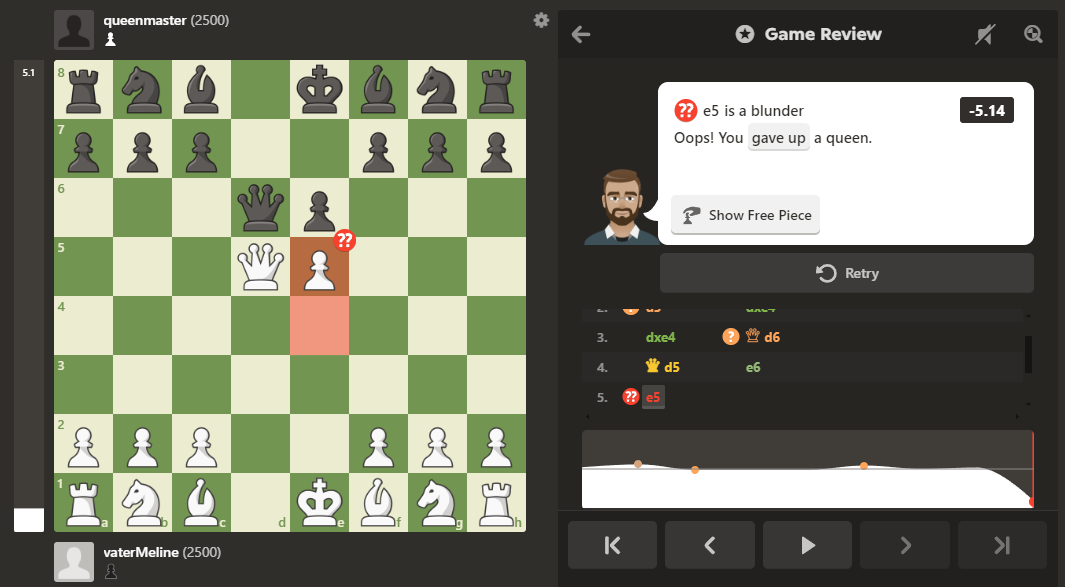 queenmaster (2500)
5.1
8
7
6
5
4
3
2
1
a b c d e f g h
??
vaterMeline (2500)
Game Review
?? e5 is a blunder
-5.14
Oops! You gave up a queen.
Show Free Piece
Retry
3. dxe4 ? d6
4. d5 e6
5. ?? e5